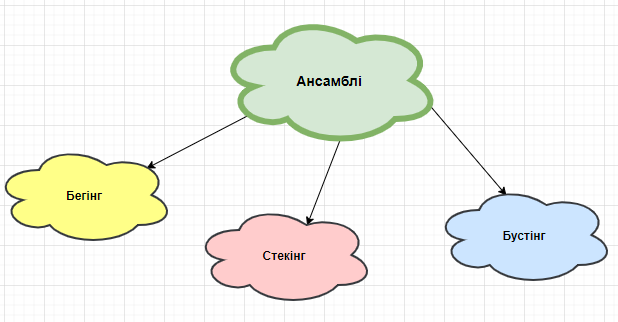 Ансамблі
Бегінг
Стекінг
Бустінг